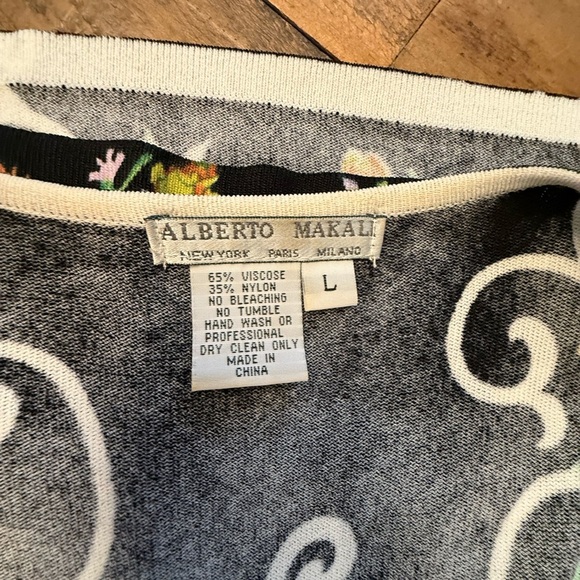 ALBERTO MAKALI
NEW YORK PARIS MILANO
65% VISCOSE
35% NYLON
NO BLEACHING
NO TUMBLE
HAND WASH OR
PROFESSIONAL
DRY CLEAN ONLY
MADE IN
CHINA
L